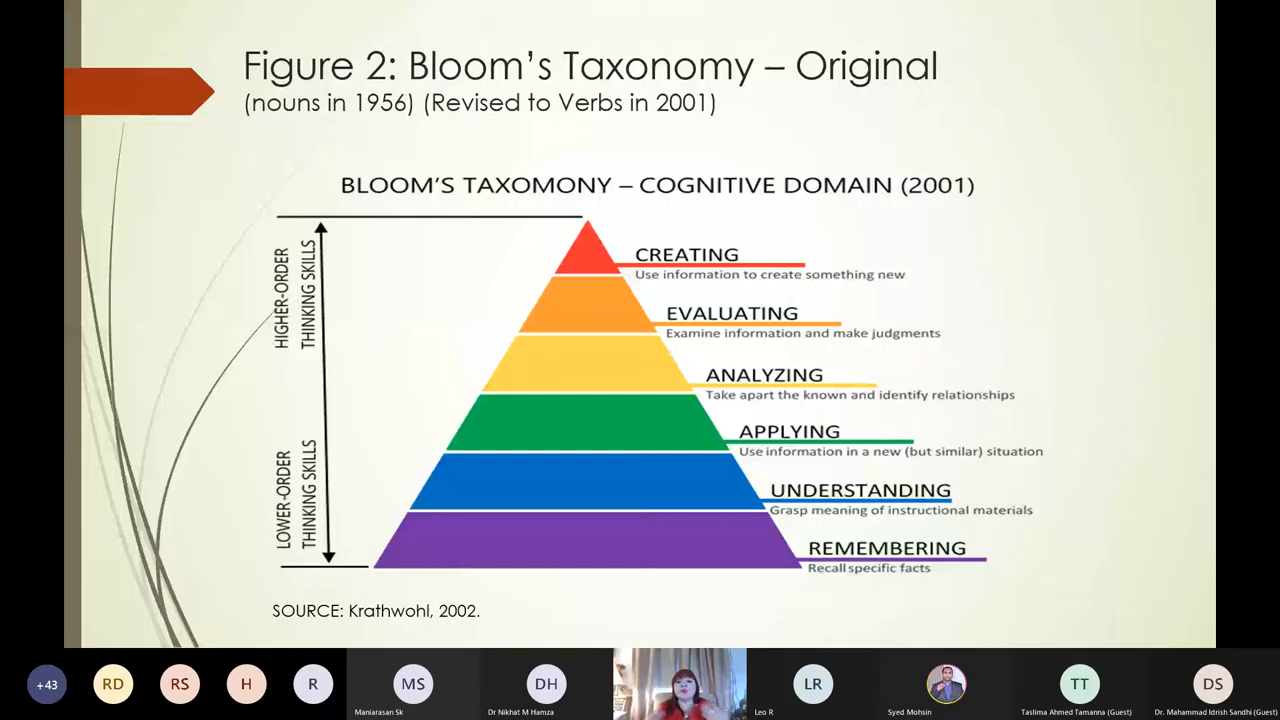 Figure 2: Bloom's Taxonomy – Original
(nouns in 1956) (Revised to Verbs in 2001)
BLOOM'S TAXOMONY – COGNITIVE DOMAIN (2001)
HIGHER-ORDER
THINKING SKILLS
LOWER-ORDER
THINKING SKILLS
CREATING
Use information to create something new
EVALUATING
Examine information and make judgments
ANALYZING
Take apart the known and identify relationships
APPLYING
Use information in a new (but similar) situation
UNDERSTANDING
Grasp meaning of instructional materials
REMEMBERING
Recall specific facts
SOURCE: Krathwohl, 2002.
+43
RD
RS
H
R
MS
Maniarasan Sk
DH
Dr Nikhat M Hamza
LR
Leo R
Syed Mohsin
TT
Taslima Ahmed Tamanna (Guest)
DS
Dr. Mahammad Idrish Sandhi (Guest)